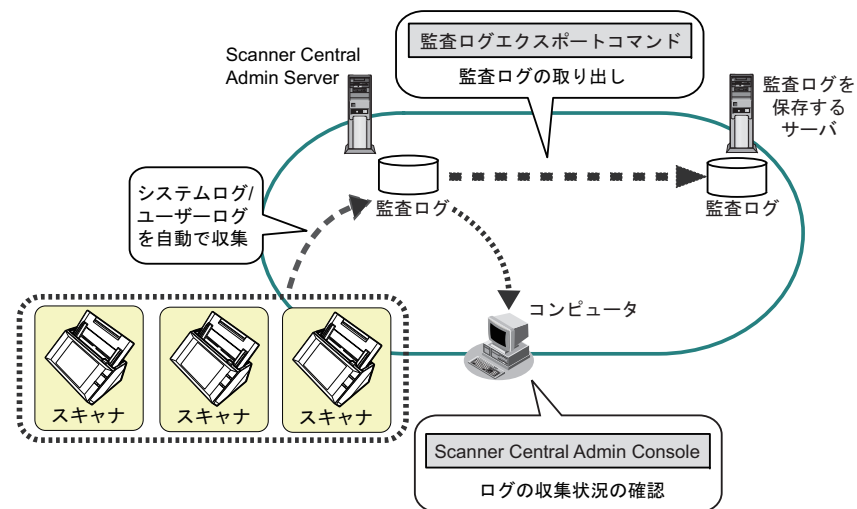 Scanner Central
Admin Server
監査ログエクスポートコマンド
監査ログの取り出し
監査ログを
保存する
サーバ
システムログ/
ユーザーログ
を自動で収集
監査ログ
監査ログ
コンピュータ
スキャナ
スキャナ
スキャナ
Scanner Central Admin Console
ログの収集状況の確認